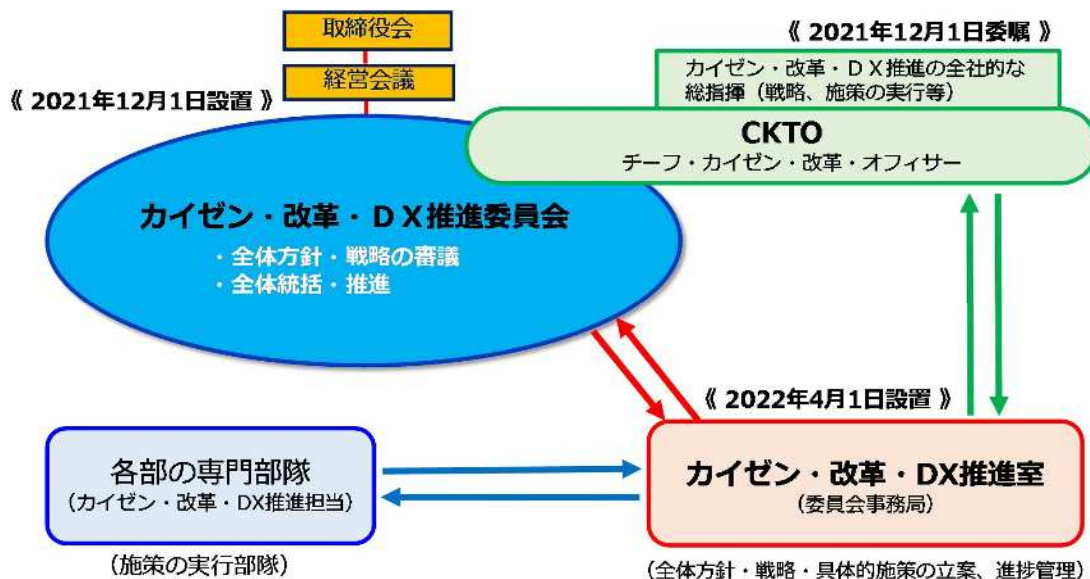 取締役会
経営会議
《 2021年12月1日設置 》
《 2021年12月1日委嘱 》
カイゼン・改革・DX推進の全社的な
総指揮（戦略、施策の実行等）
CKTO
チーフ・カイゼン・改革・オフィサー
カイゼン・改革・DX推進委員会
・全体方針・戦略の審議
・全体統括・推進
《 2022年4月1日設置 》
各部の専門部隊
（カイゼン・改革・DX推進担当）
（施策の実行部隊）
カイゼン・改革・DX推進室
（委員会事務局）
（全体方針・戦略・具体的施策の立案、進捗管理）